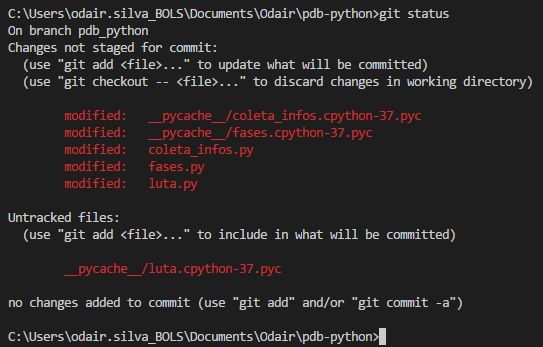 C:\Users\odair.silva_BOLS\Documents\Odair\pdb-python>git status
On branch pdb_python
Changes not staged for commit:
  (use "git add <file>..." to update what will be committed)
  (use "git checkout -- <file>..." to discard changes in working directory)

        modified:   __pycache__/coleta_infos.cpython-37.pyc
        modified:   __pycache__/fases.cpython-37.pyc
        modified:   coleta_infos.py
        modified:   fases.py
        modified:   luta.py

Untracked files:
  (use "git add <file>..." to include in what will be committed)

        __pycache__/luta.cpython-37.pyc

no changes added to commit (use "git add" and/or "git commit -a")

C:\Users\odair.silva_BOLS\Documents\Odair\pdb-python>